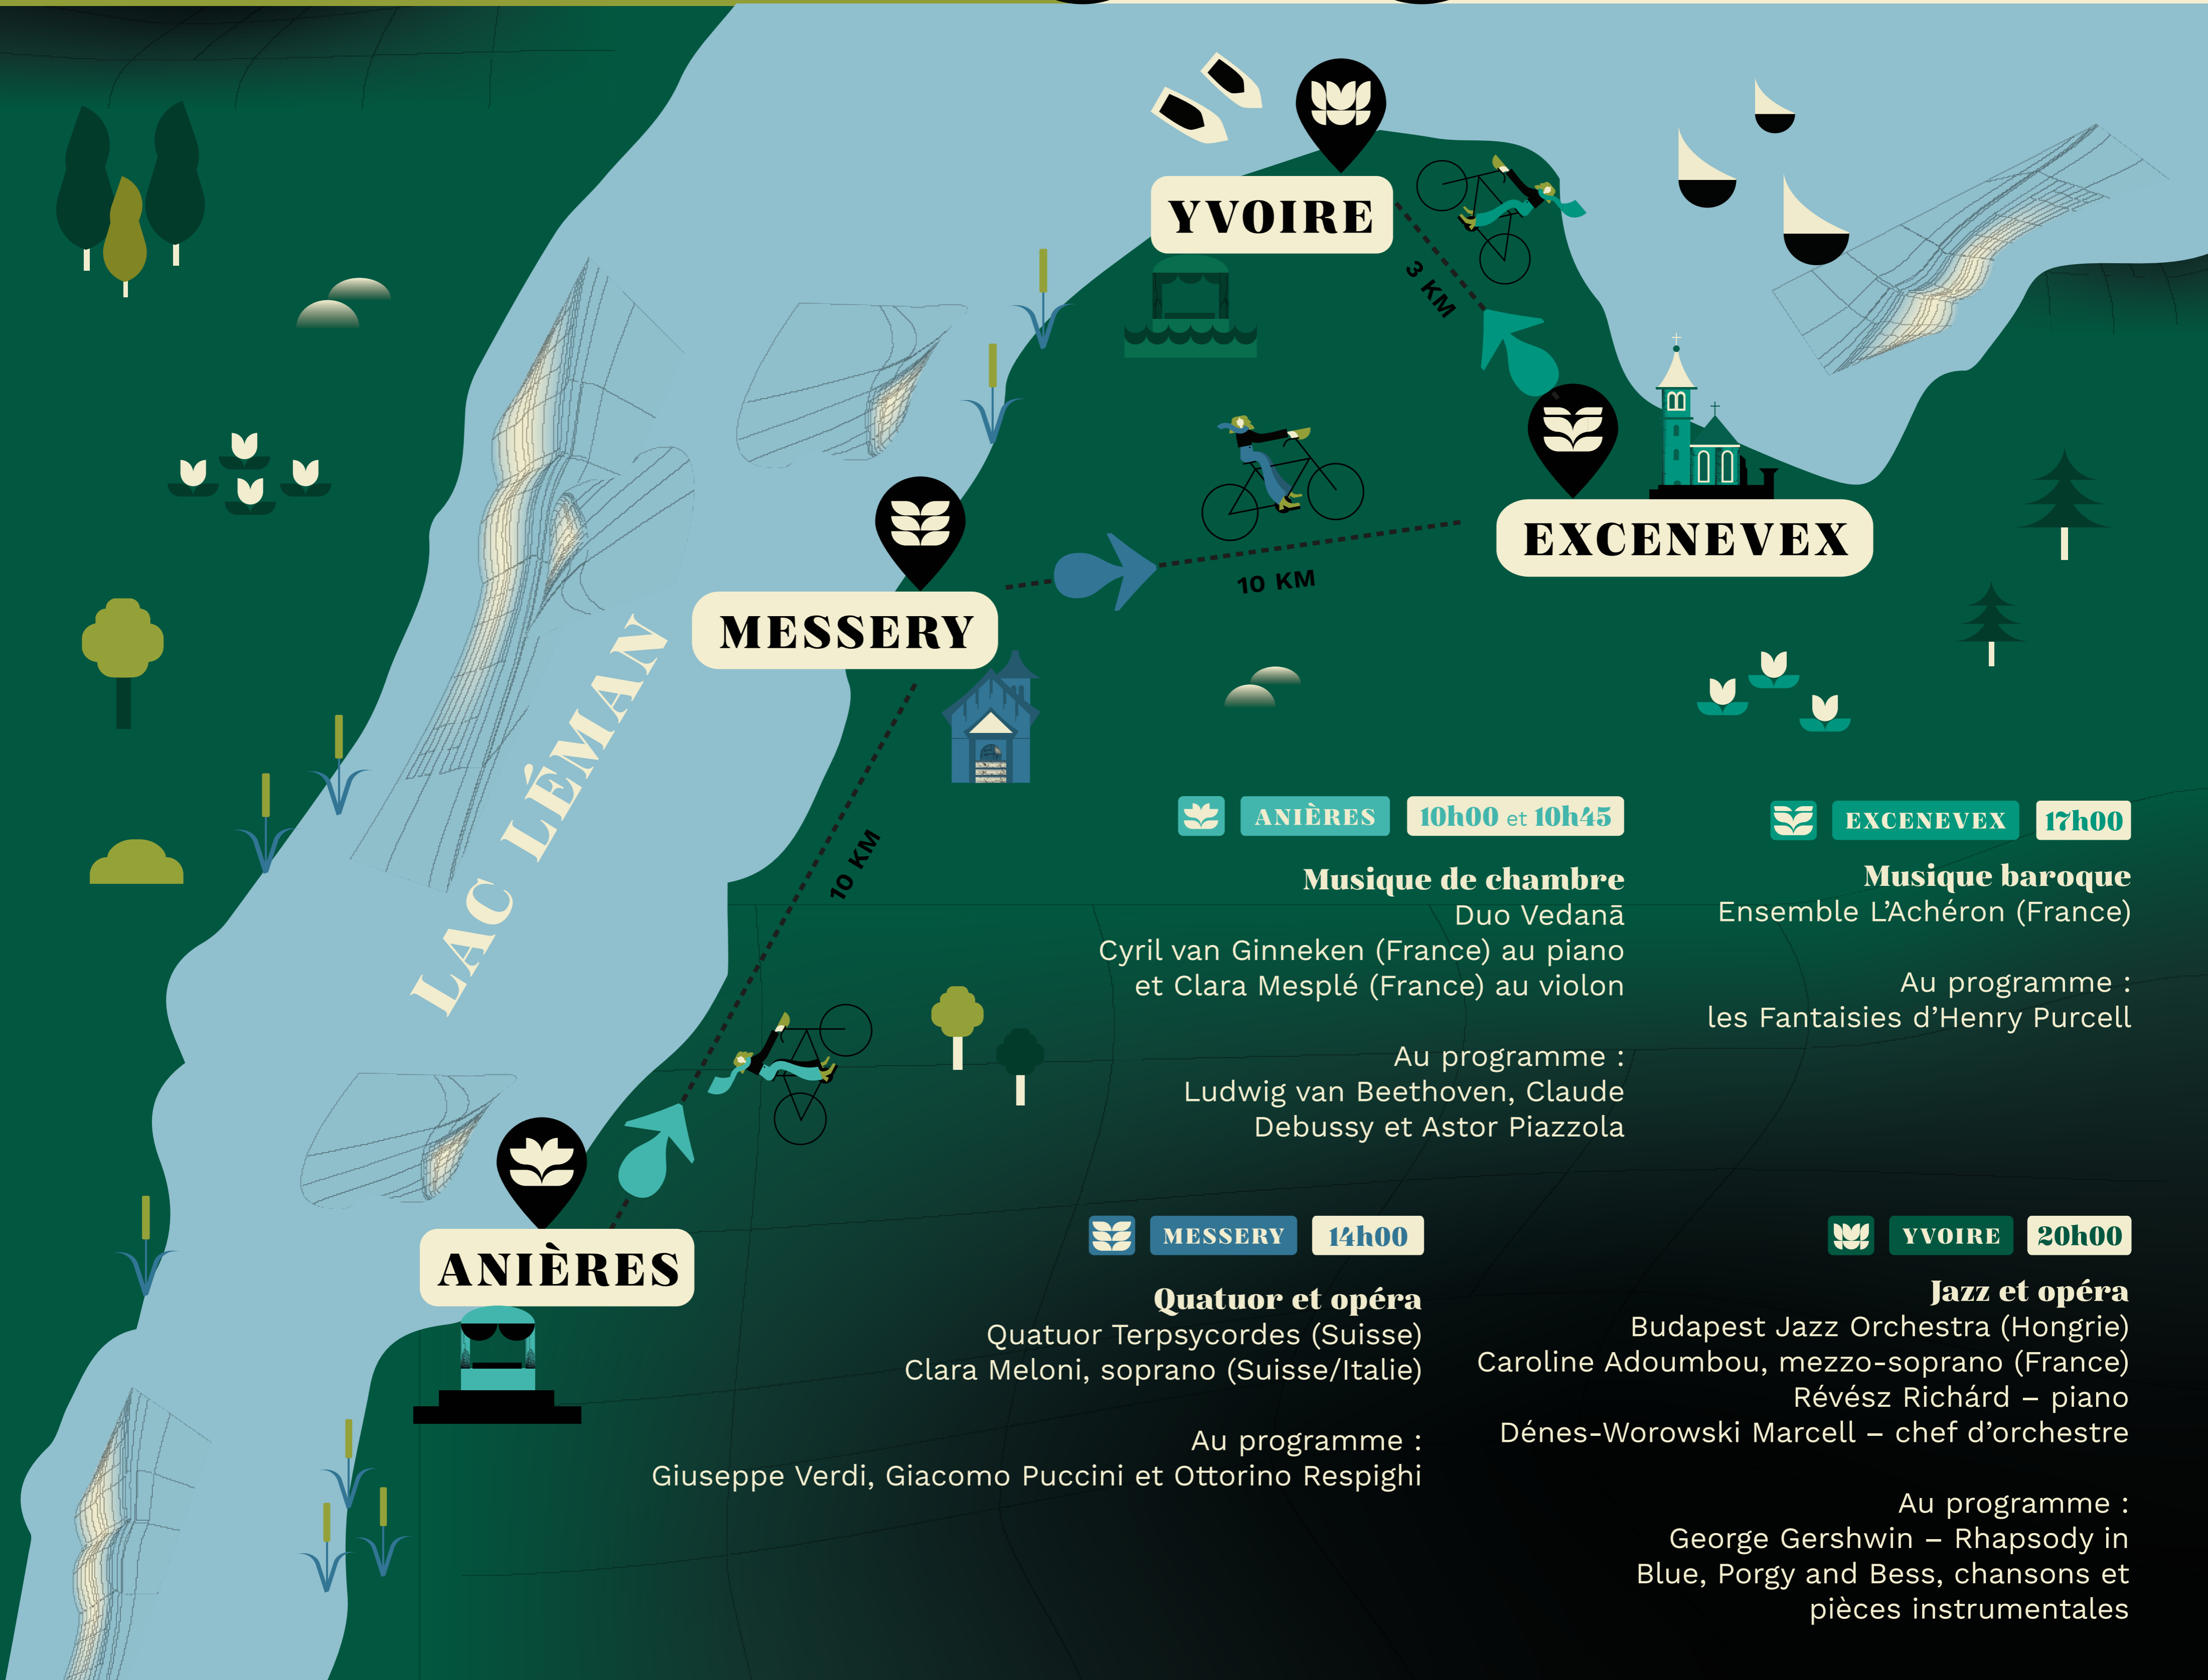 YVOIRE
3 KM
EXCENEVEX
10 KM
MESSERY
LAC LÉMAN
10 KM
ANIÈRES
ANIÈRES 10h00 et 10h45
Musique de chambre
Duo Vedanā
Cyril van Ginneken (France) au piano
et Clara Mesplé (France) au violon
Au programme :
Ludwig van Beethoven, Claude
Debussy et Astor Piazzola
EXCENEVEX 17h00
Musique baroque
Ensemble L’Achéron (France)
Au programme :
les Fantaisies d’Henry Purcell
MESSERY 14h00
Quatuor et opéra
Quatuor Terpsycordes (Suisse)
Clara Meloni, soprano (Suisse/Italie)
Au programme :
Giuseppe Verdi, Giacomo Puccini et Ottorino Respighi
YVOIRE 20h00
Jazz et opéra
Budapest Jazz Orchestra (Hongrie)
Caroline Adoumbou, mezzo-soprano (France)
Révész Richárd – piano
Dénes-Worowski Marcell – chef d’orchestre
Au programme :
George Gershwin – Rhapsody in
Blue, Porgy and Bess, chansons et
pièces instrumentales